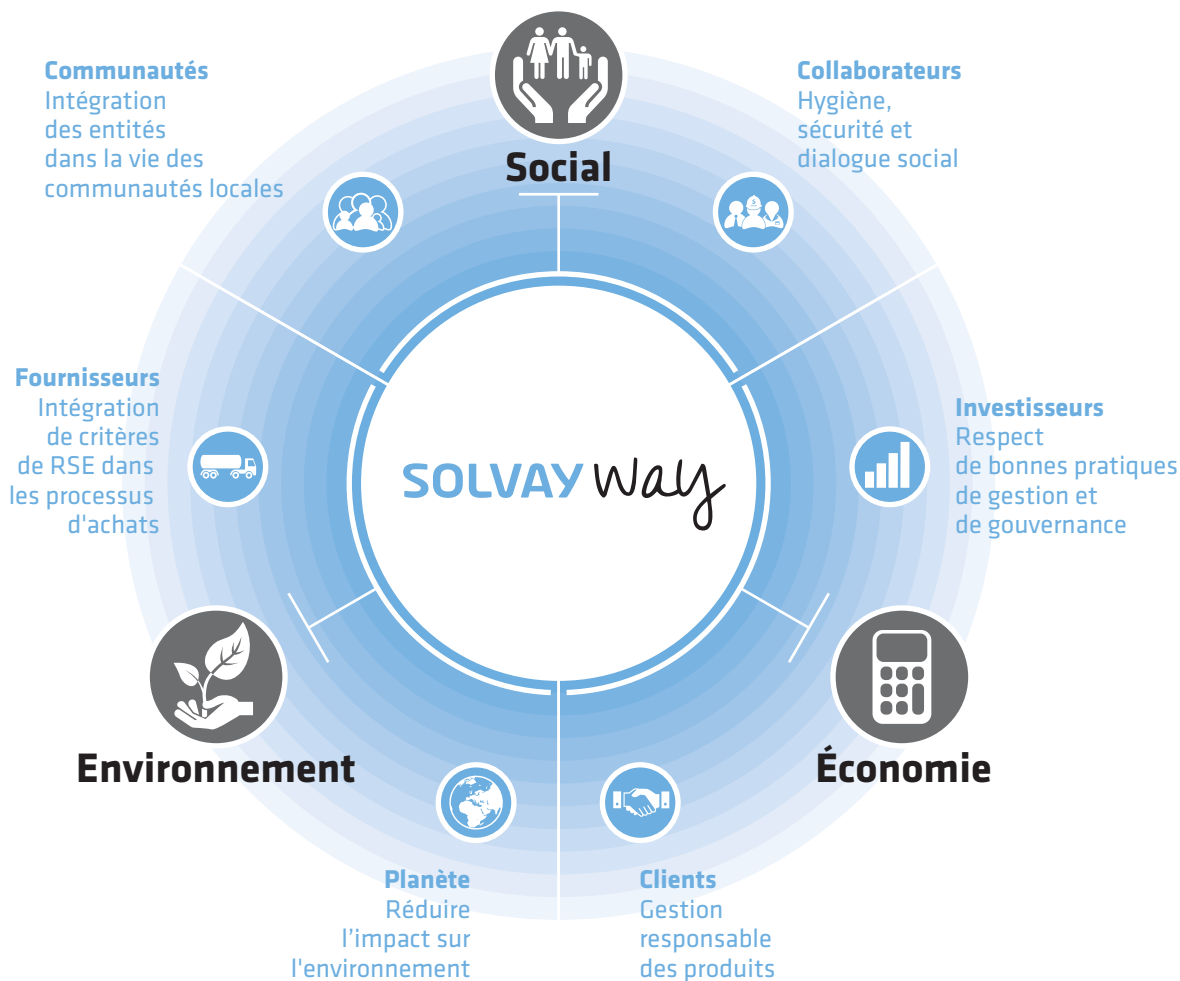 Social
Communautés
Intégration
des entités
dans la vie des
communautés locales
Collaborateurs
Hygiène,
sécurité et
dialogue social
Fournisseurs
Intégration
de critères
de RSE dans
les processus
d'achats
SOLVAY way
Investisseurs
Respect
de bonnes pratiques
de gestion et
de gouvernance
Environnement
Économie
Planète
Réduire
l’impact sur
l'environnement
Clients
Gestion
responsable
des produits